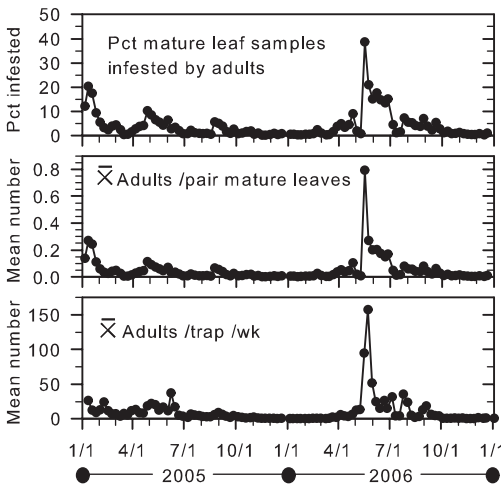 50
Pct mature leaf samples
infested by adults
40
30
20
10
0
Pct infested
0.8
X̄ Adults /pair mature leaves
0.6
0.4
0.2
0.0
Mean number
150
X̄ Adults /trap /wk
100
50
0
Mean number
1/1 4/1 7/1 10/1 1/1 4/1 7/1 10/1 1/1
2005 2006